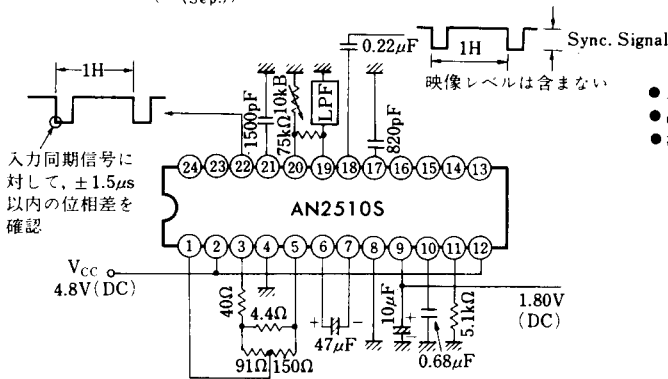 (Sep.)
1H
0.22μF
1H
Sync. Signal
映像レベルは含まない
入力同期信号に
対して,±1.5μs
以内の位相差を
確認
1500pF
75kΩ
10kB
LPF
820pF
24 23 22 21 20 19 18 17 16 15 14 13
AN2510S
1 2 3 4 5 6 7 8 9 10 11 12
VCC
4.8V(DC)
40Ω
4.4Ω
91Ω
150Ω
+ −
47μF
10μF
+
−
0.68μF
5.1kΩ
1.80V
(DC)